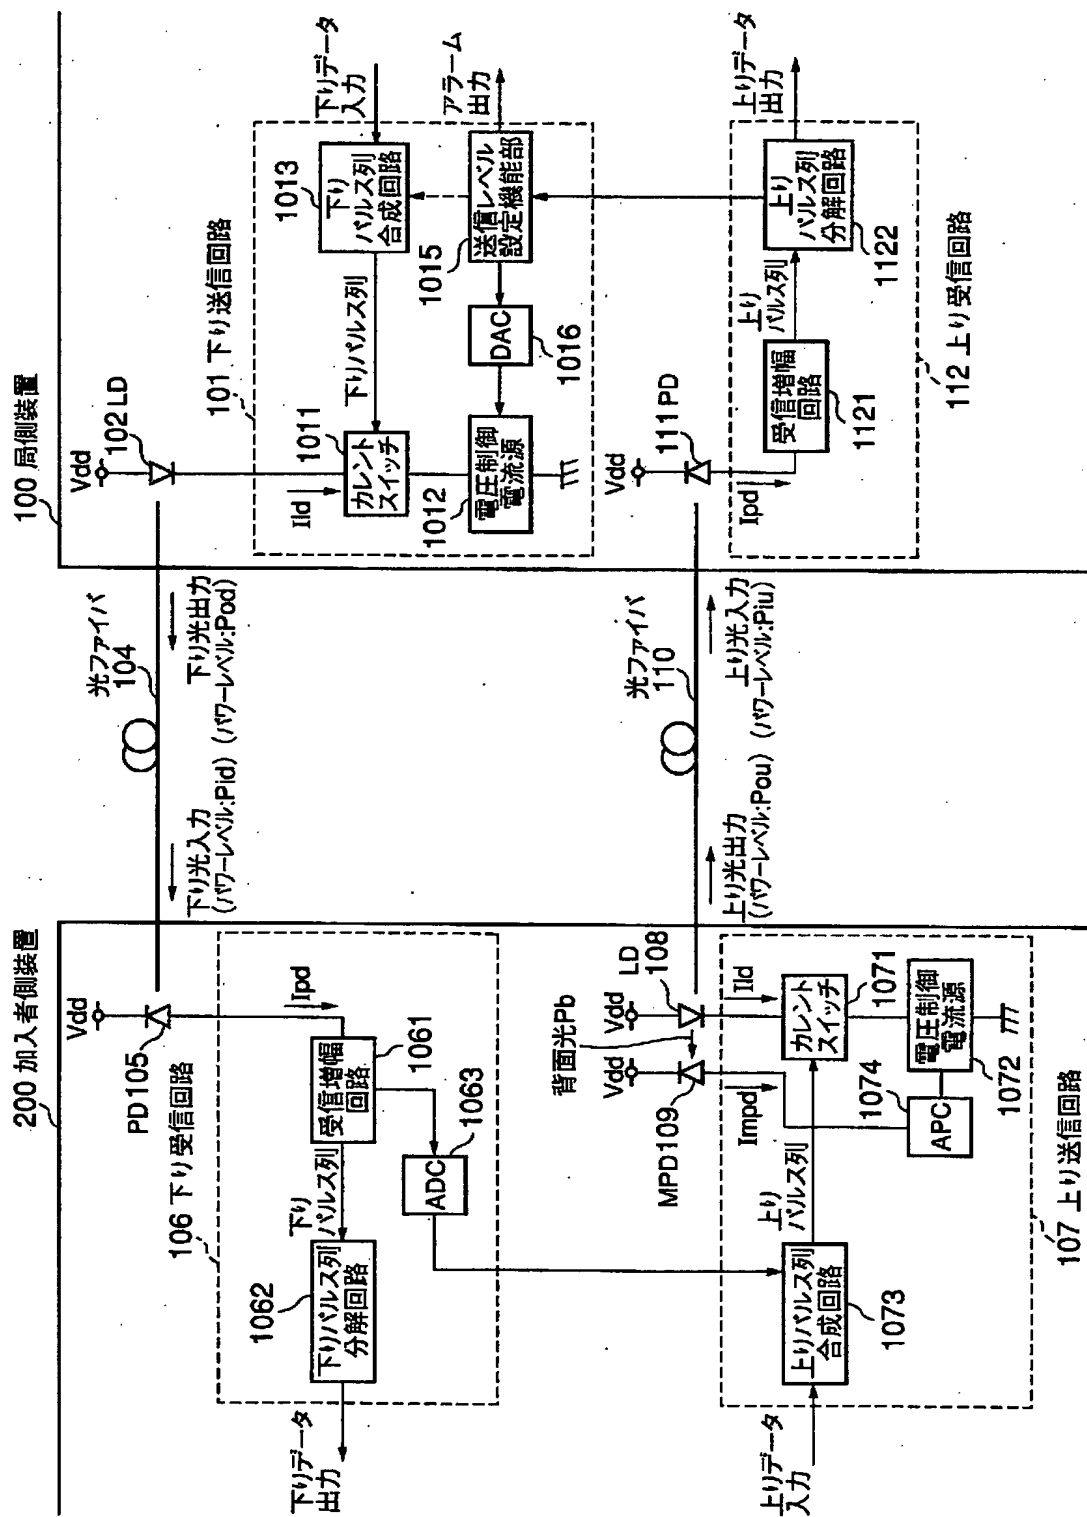 200 加入者側装置
Vdd
PD105
106 下り受信回路
Ipd
受信増幅
回路
1061
1063
ADC
下り
パルス列
1062
下りパルス列
分解回路
下りデータ
出力
光ファイバ
104
下り光入力
(パワーレベル:Pid)
下り光出力
(パワーレベル:Pod)
100 局側装置
Vdd
102 LD
101 下り送信回路
Ild
1011
カレント
スイッチ
下りパルス列
1013
下り
パルス列
合成回路
下りデータ
入力
1012
電圧制御
電流源
DAC
1016
1015
送信レベル
設定機能部
アラーム
出力
背面光Pb
Vdd
Vdd
LD
108
MPD109
Impd
Ild
カレント
スイッチ
1071
電圧制御
電流源
1072
1074
APC
上り
パルス列
上りパルス列
合成回路
1073
上りデータ
入力
107 上り送信回路
光ファイバ
110
上り光出力
(パワーレベル:Pou)
上り光入力
(パワーレベル:Piu)
Vdd
111PD
Ipd
受信増幅
回路
1121
上り
パルス列
上り
パルス列
分解回路
1122
上りデータ
出力
112 上り受信回路